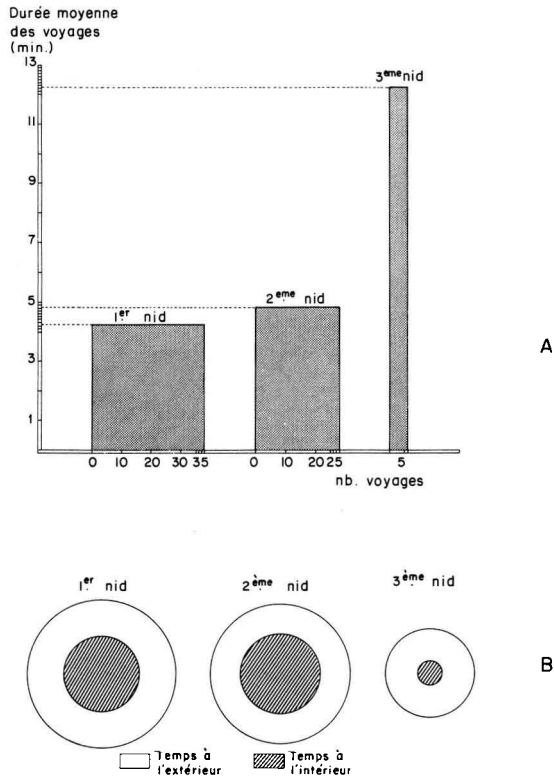 Durée moyenne
des voyages
(min.)
13
3eme nid
11
9
7
5
2eme nid
1er nid
3
A
1
0 10 20 30 35 0 10 20 25 5
nb. voyages
1er nid 2ème nid 3ème nid
B
Temps à l'extérieur
Temps à l'intérieur